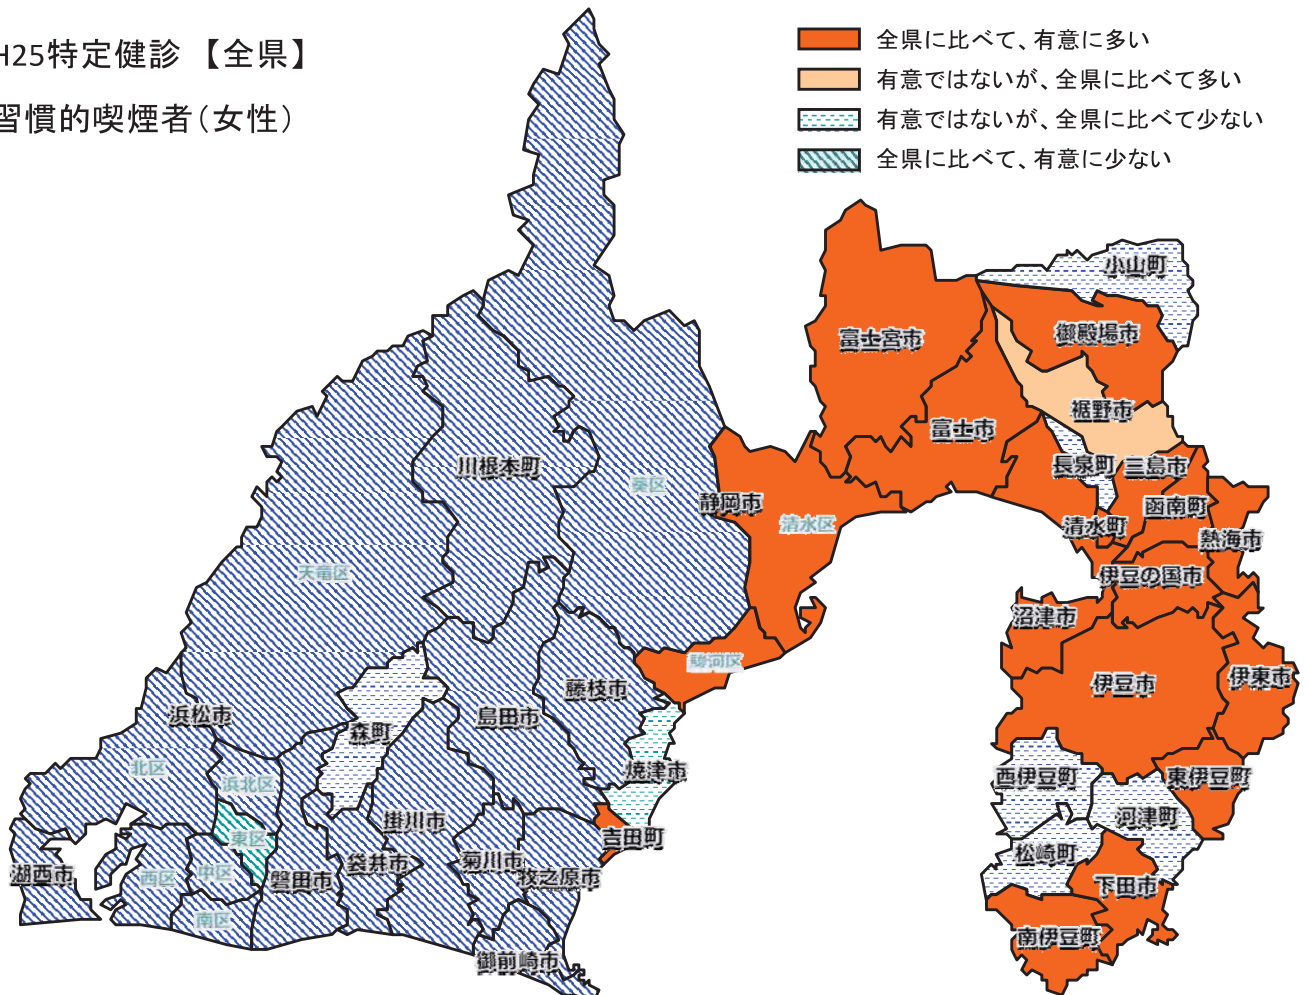 H25特定健診 【全県】
習慣的喫煙者(女性)
全県に比べて、有意に多い
有意ではないが、全県に比べて多い
有意ではないが、全県に比べて少ない
全県に比べて、有意に少ない
小山町
御殿場市
富士宮市
裾野市
富士市
長泉町
三島市
川根本町
葵区
静岡市
清水区
函南町
清水町
熱海市
天竜区
伊豆の国市
沼津市
駿河区
伊豆市
伊東市
藤枝市
浜松市
島田市
森町
焼津市
北区
浜北区
西伊豆町
東伊豆町
河津町
掛川市
東区
吉田町
湖西市
西区
中区
磐田市
袋井市
菊川市
牧之原市
松崎町
下田市
南区
南伊豆町
御前崎市